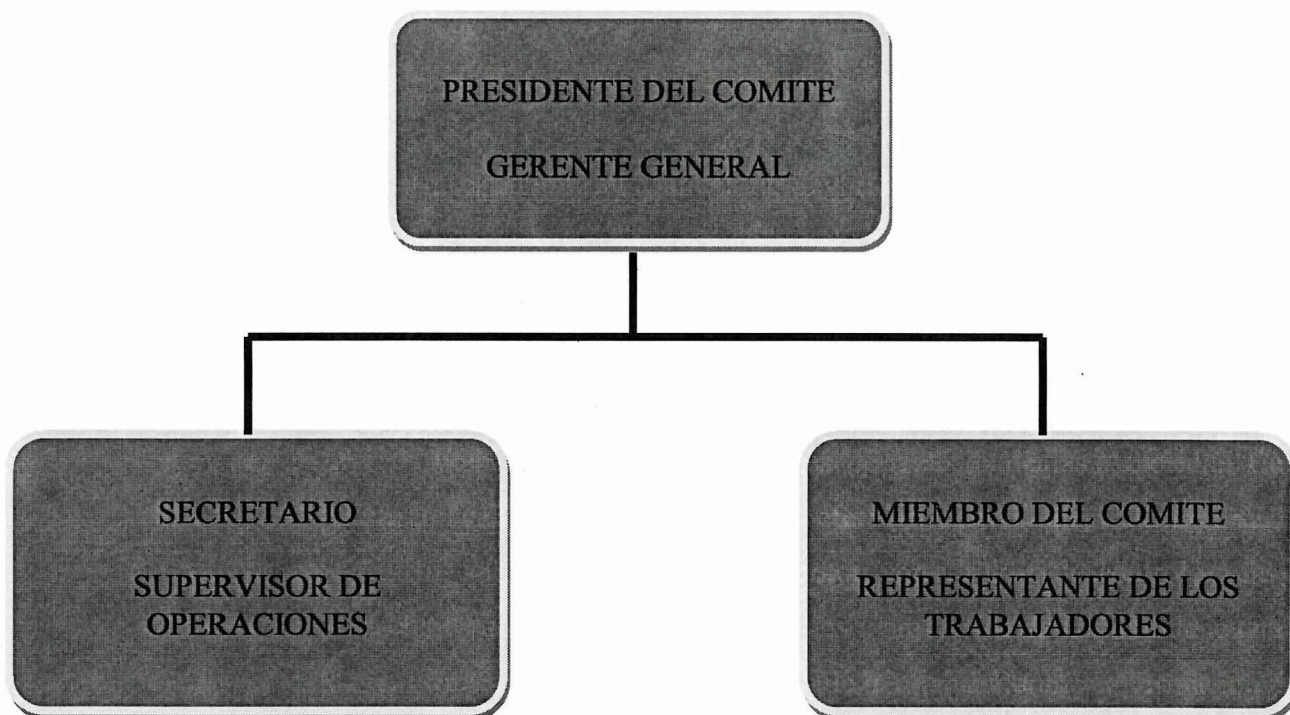 PRESIDENTE DEL COMITE
GERENTE GENERAL
SECRETARIO
SUPERVISOR DE
OPERACIONES
MIEMBRO DEL COMITE
REPRESENTANTE DE LOS
TRABAJADORES